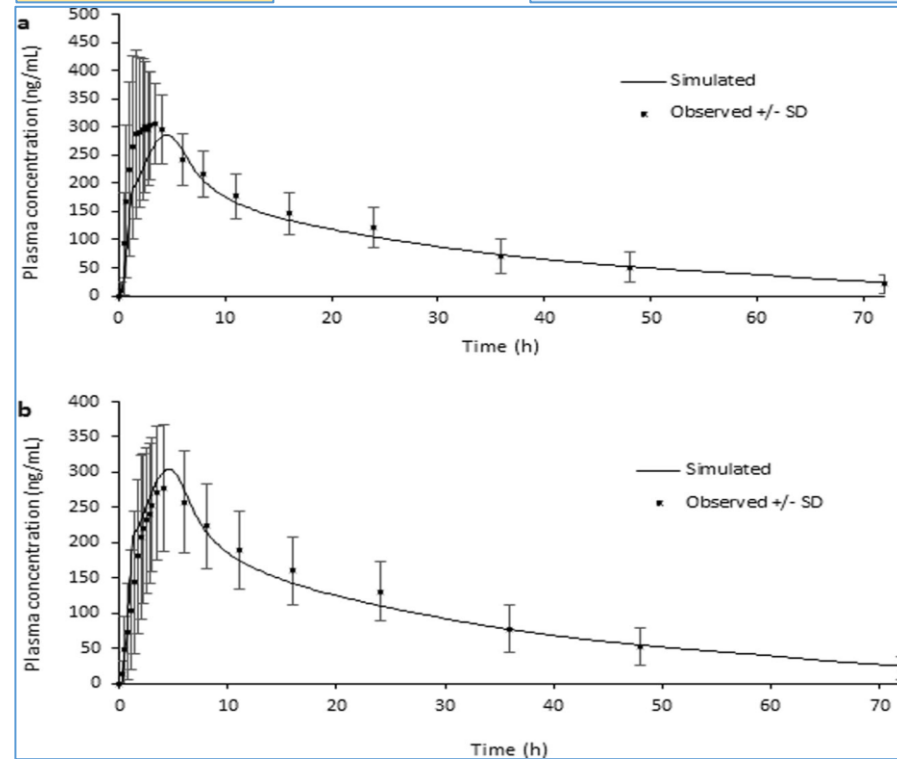 a
500
450
400
350
300
250
200
150
100
50
0
Plasma concentration (ng/mL)
Simulated
Observed +/- SD
0 10 20 30 40 50 60 70
Time (h)
b
400
350
300
250
200
150
100
50
0
Plasma concentration (ng/mL)
Simulated
Observed +/- SD
0 10 20 30 40 50 60 70
Time (h)